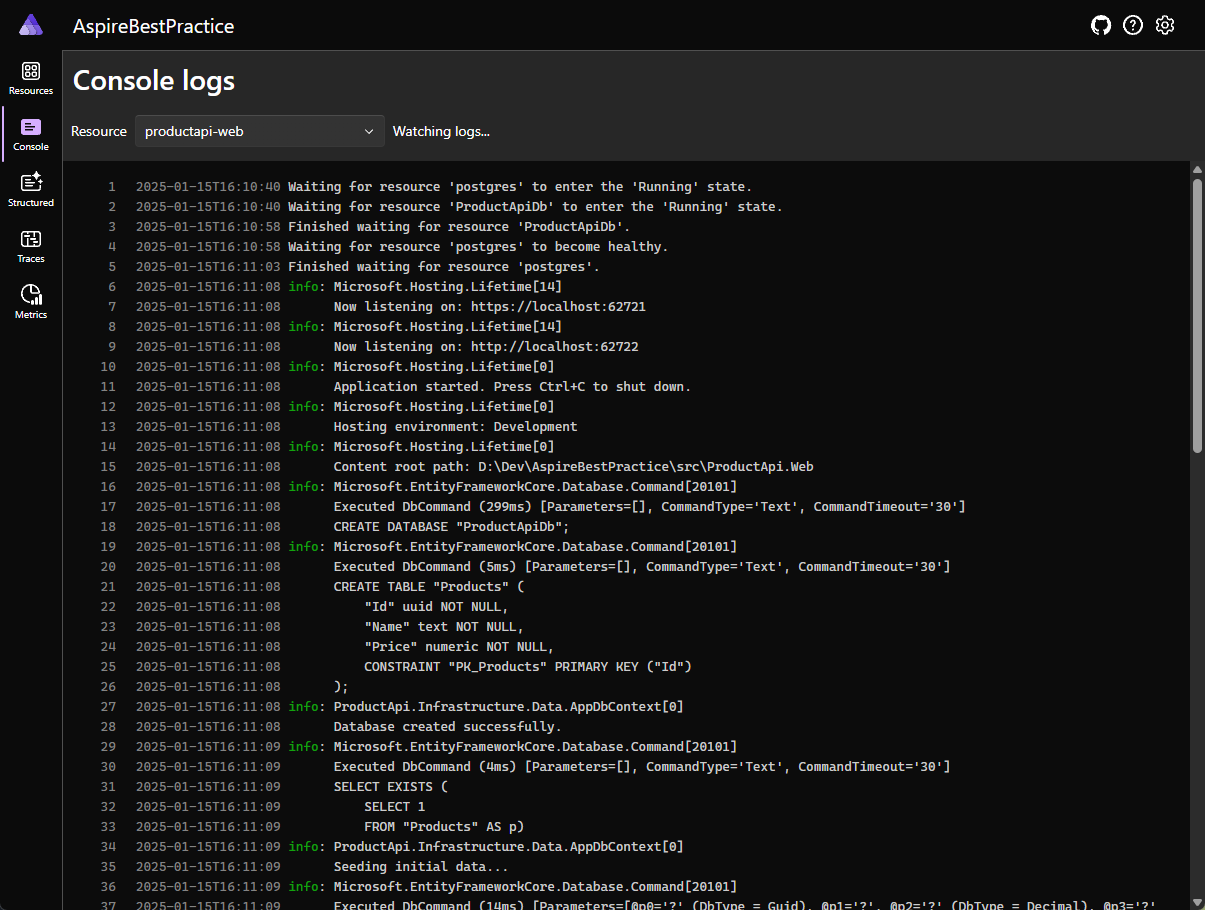 AspireBestPractice
Resources
Console
Structured
Traces
Metrics
Console logs
Resource productapi-web Watching logs...
1 2025-01-15T16:10:40 Waiting for resource 'postgres' to enter the 'Running' state.
2 2025-01-15T16:10:40 Waiting for resource 'ProductApiDb' to enter the 'Running' state.
3 2025-01-15T16:10:58 Finished waiting for resource 'ProductApiDb'.
4 2025-01-15T16:10:58 Waiting for resource 'postgres' to become healthy.
5 2025-01-15T16:11:03 Finished waiting for resource 'postgres'.
6 2025-01-15T16:11:08 info: Microsoft.Hosting.Lifetime[14]
7 2025-01-15T16:11:08 Now listening on: https://localhost:62721
8 2025-01-15T16:11:08 info: Microsoft.Hosting.Lifetime[14]
9 2025-01-15T16:11:08 Now listening on: http://localhost:62722
10 2025-01-15T16:11:08 info: Microsoft.Hosting.Lifetime[0]
11 2025-01-15T16:11:08 Application started. Press Ctrl+C to shut down.
12 2025-01-15T16:11:08 info: Microsoft.Hosting.Lifetime[0]
13 2025-01-15T16:11:08 Hosting environment: Development
14 2025-01-15T16:11:08 info: Microsoft.Hosting.Lifetime[0]
15 2025-01-15T16:11:08 Content root path: D:\Dev\AspireBestPractice\src\ProductApi.Web
16 2025-01-15T16:11:08 info: Microsoft.EntityFrameworkCore.Database.Command[20101]
17 2025-01-15T16:11:08 Executed DbCommand (299ms) [Parameters=[], CommandType='Text', CommandTimeout='30']
18 2025-01-15T16:11:08 CREATE DATABASE "ProductApiDb";
19 2025-01-15T16:11:08 info: Microsoft.EntityFrameworkCore.Database.Command[20101]
20 2025-01-15T16:11:08 Executed DbCommand (5ms) [Parameters=[], CommandType='Text', CommandTimeout='30']
21 2025-01-15T16:11:08 CREATE TABLE "Products" (
22 2025-01-15T16:11:08 "Id" uuid NOT NULL,
23 2025-01-15T16:11:08 "Name" text NOT NULL,
24 2025-01-15T16:11:08 "Price" numeric NOT NULL,
25 2025-01-15T16:11:08 CONSTRAINT "PK_Products" PRIMARY KEY ("Id")
26 2025-01-15T16:11:08 );
27 2025-01-15T16:11:08 info: ProductApi.Infrastructure.Data.AppDbContext[0]
28 2025-01-15T16:11:08 Database created successfully.
29 2025-01-15T16:11:09 info: Microsoft.EntityFrameworkCore.Database.Command[20101]
30 2025-01-15T16:11:09 Executed DbCommand (4ms) [Parameters=[], CommandType='Text', CommandTimeout='30']
31 2025-01-15T16:11:09 SELECT EXISTS (
32 2025-01-15T16:11:09 SELECT 1
33 2025-01-15T16:11:09 FROM "Products" AS p)
34 2025-01-15T16:11:09 info: ProductApi.Infrastructure.Data.AppDbContext[0]
35 2025-01-15T16:11:09 Seeding initial data...
36 2025-01-15T16:11:09 info: Microsoft.EntityFrameworkCore.Database.Command[20101]
37 2025-01-15T16:11:09 Executed DbCommand (14ms) [Parameters=[@p0='?' (DbType = Guid), @p1='?', @p2='?' (DbType = Decimal), @p3='?'